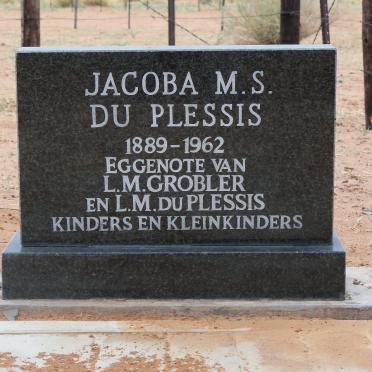 JACOBA M.S.
DU PLESSIS
1889-1962
EGGENOTE VAN
L.M. GROBLER
EN L.M. DU PLESSIS
KINDERS EN KLEINKINDERS